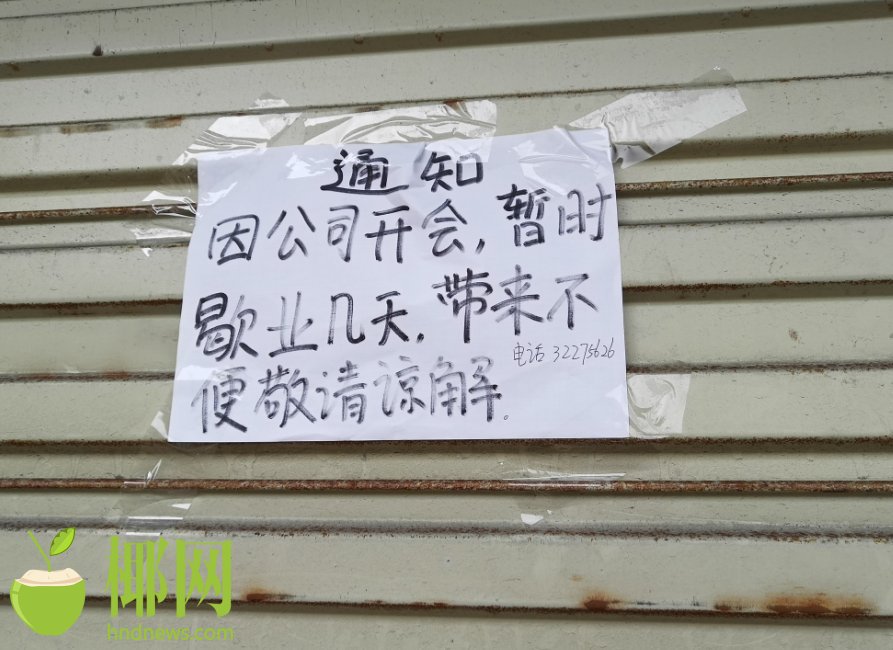 通知
因公司开会，暂时
歇业几天，带来不
电话 32275626
便敬请谅解。
椰网
hndnews.com